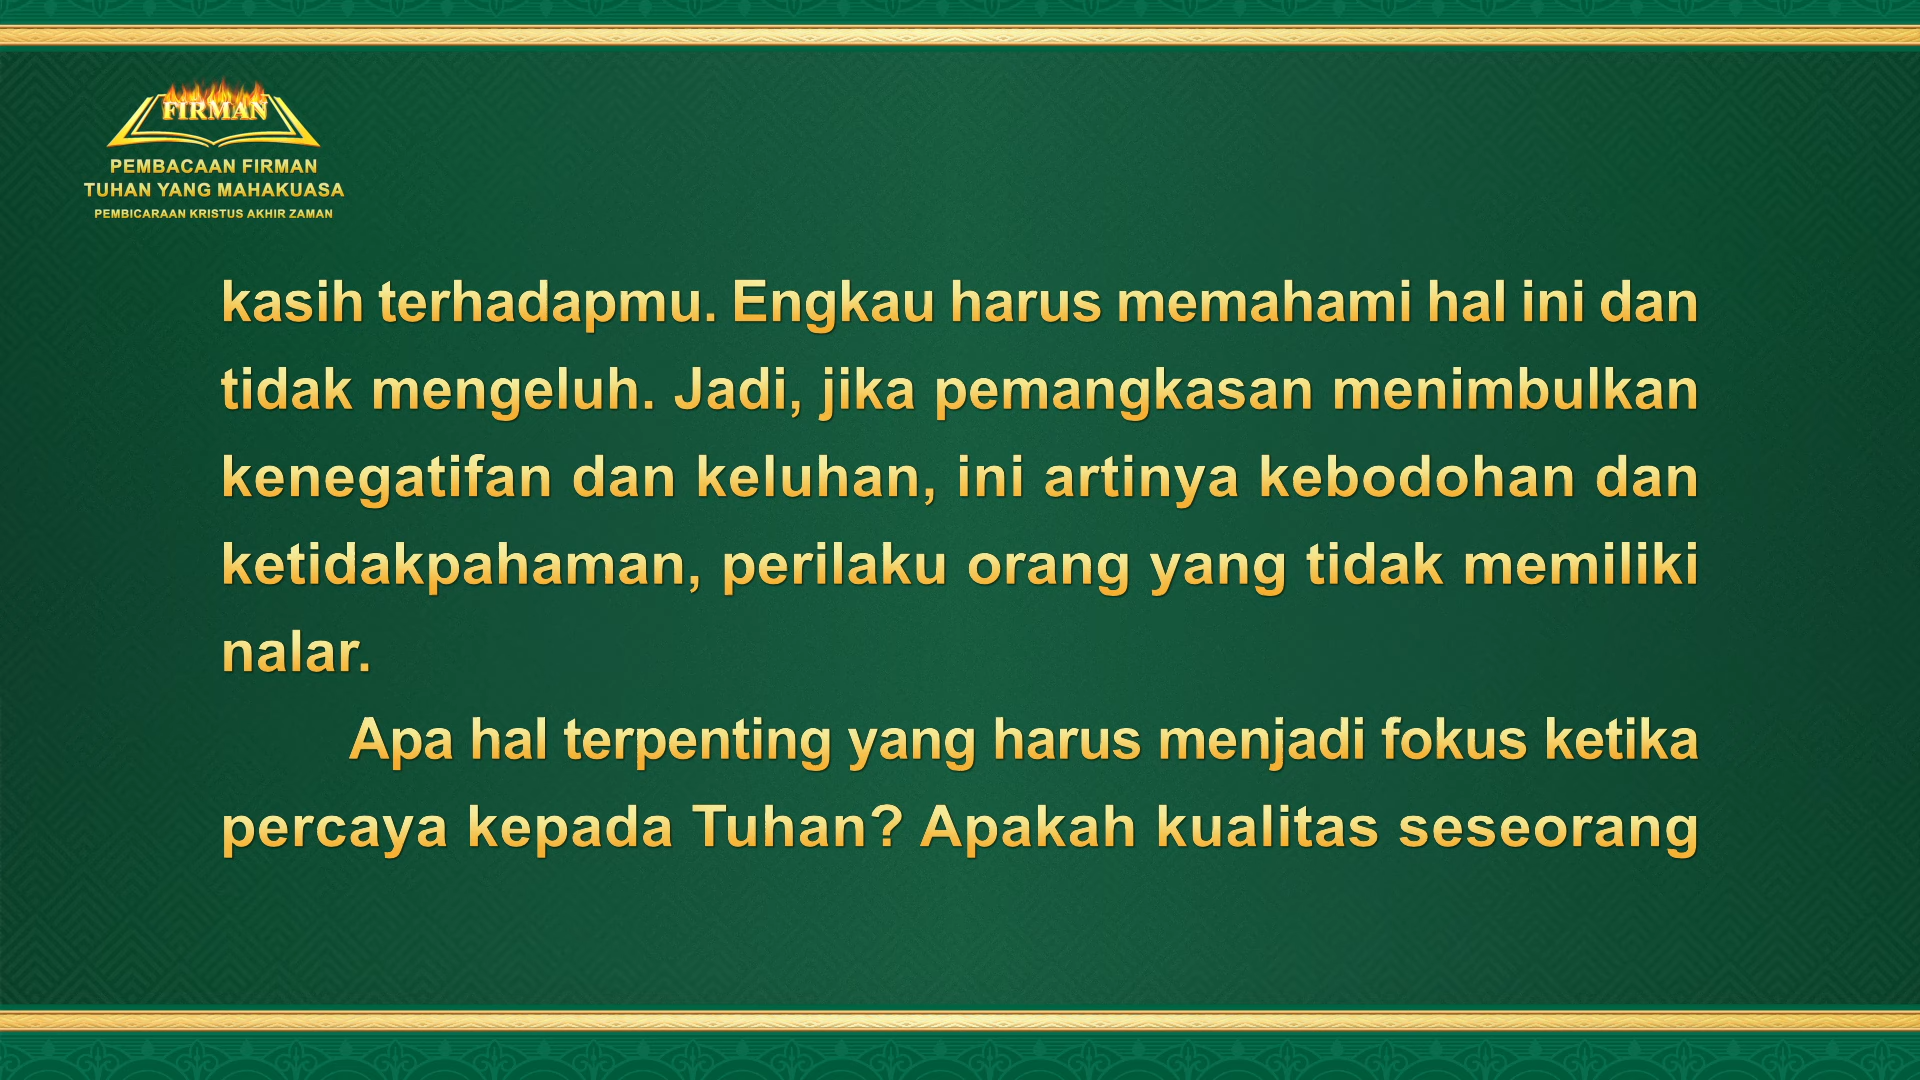 FIRMAN
PEMBACAAN FIRMAN
TUHAN YANG MAHAKUASA
PEMBICARAAN KRISTUS AKHIR ZAMAN
kasih terhadapmu. Engkau harus memahami hal ini dan
tidak mengeluh. Jadi, jika pemangkasan menimbulkan
kenegatifan dan keluhan, ini artinya kebodohan dan
ketidakpahaman, perilaku orang yang tidak memiliki
nalar.
Apa hal terpenting yang harus menjadi fokus ketika
percaya kepada Tuhan? Apakah kualitas seseorang